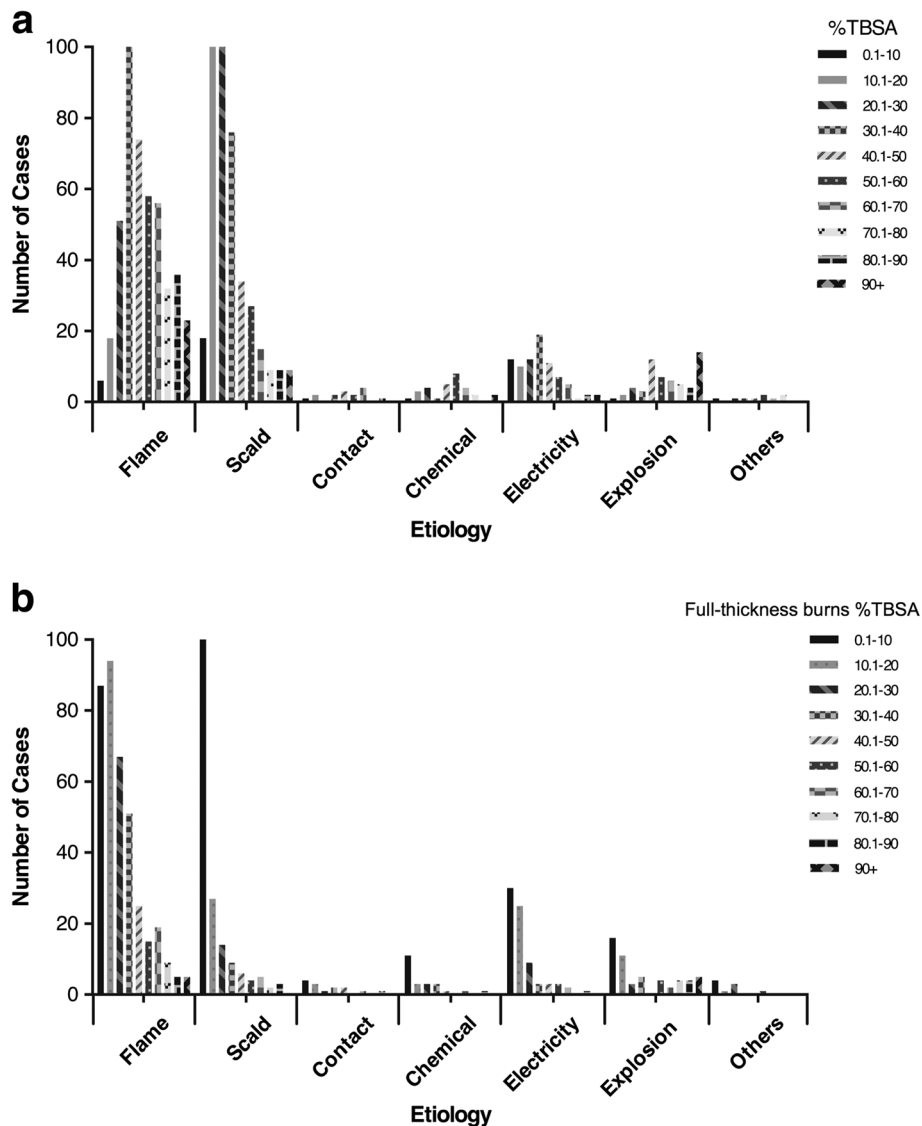 a
%TBSA
0.1-10
10.1-20
20.1-30
30.1-40
40.1-50
50.1-60
60.1-70
70.1-80
80.1-90
90+
100
80
60
40
20
0
Number of Cases
Flame
Scald
Contact
Chemical
Electricity
Explosion
Others
Etiology
b
Full-thickness burns %TBSA
0.1-10
10.1-20
20.1-30
30.1-40
40.1-50
50.1-60
60.1-70
70.1-80
80.1-90
90+
100
80
60
40
20
0
Number of Cases
Flame
Scald
Contact
Chemical
Electricity
Explosion
Others
Etiology